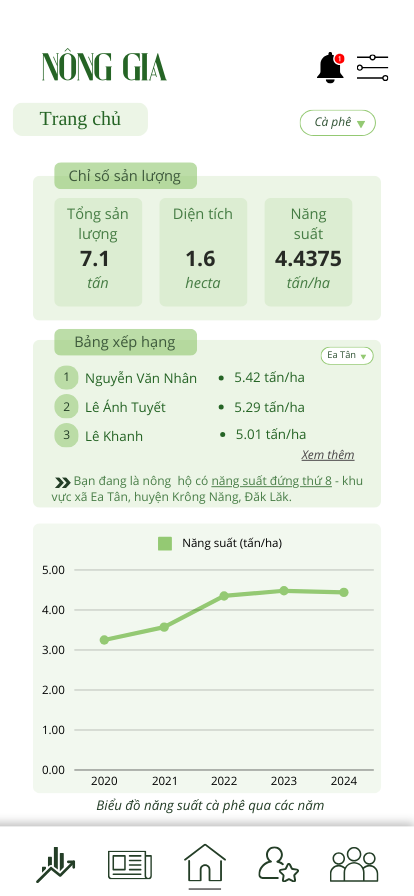 NÔNG GIA
!
Trang chủ
Cà phê
Chỉ số sản lượng
Tổng sản
lượng
7.1
tấn
Diện tích
1.6
hecta
Năng
suất
4.4375
tấn/ha
Bảng xếp hạng
Ea Tân
1 Nguyễn Văn Nhân • 5.42 tấn/ha
2 Lê Ánh Tuyết • 5.29 tấn/ha
3 Lê Khanh • 5.01 tấn/ha
Xem thêm
Bạn đang là nông hộ có năng suất đứng thứ 8 - khu
vực xã Ea Tân, huyện Krông Năng, Đăk Lăk.
Năng suất (tấn/ha)
5.00
4.00
3.00
2.00
1.00
0.00
2020 2021 2022 2023 2024
Biểu đồ năng suất cà phê qua các năm